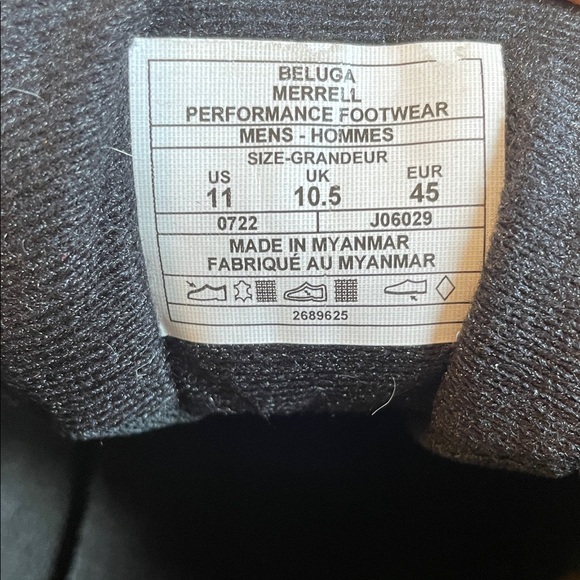 BELUGA
MERRELL
PERFORMANCE FOOTWEAR
MENS - HOMMES
SIZE-GRANDEUR
US UK EUR
11 10.5 45
0722 J06029
MADE IN MYANMAR
FABRIQUÉ AU MYANMAR
2689625